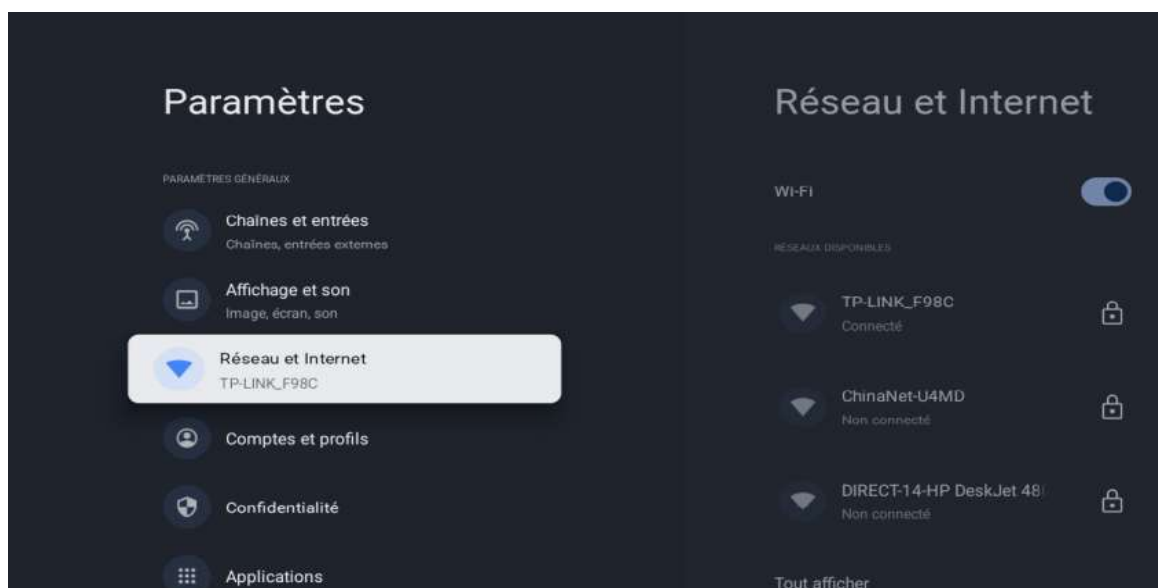 Paramètres
PARAMÈTRES GÉNÉRAUX
Chaînes et entrées
Chaînes, entrées externes
Affichage et son
Image, écran, son
Réseau et Internet
TP-LINK_F98C
Comptes et profils
Confidentialité
Applications
Réseau et Internet
Wi-Fi
RÉSEAUX DISPONIBLES
TP-LINK_F98C
Connecté
ChinaNet-U4MD
Non connecté
DIRECT-14-HP DeskJet 48
Non connecté
Tout afficher